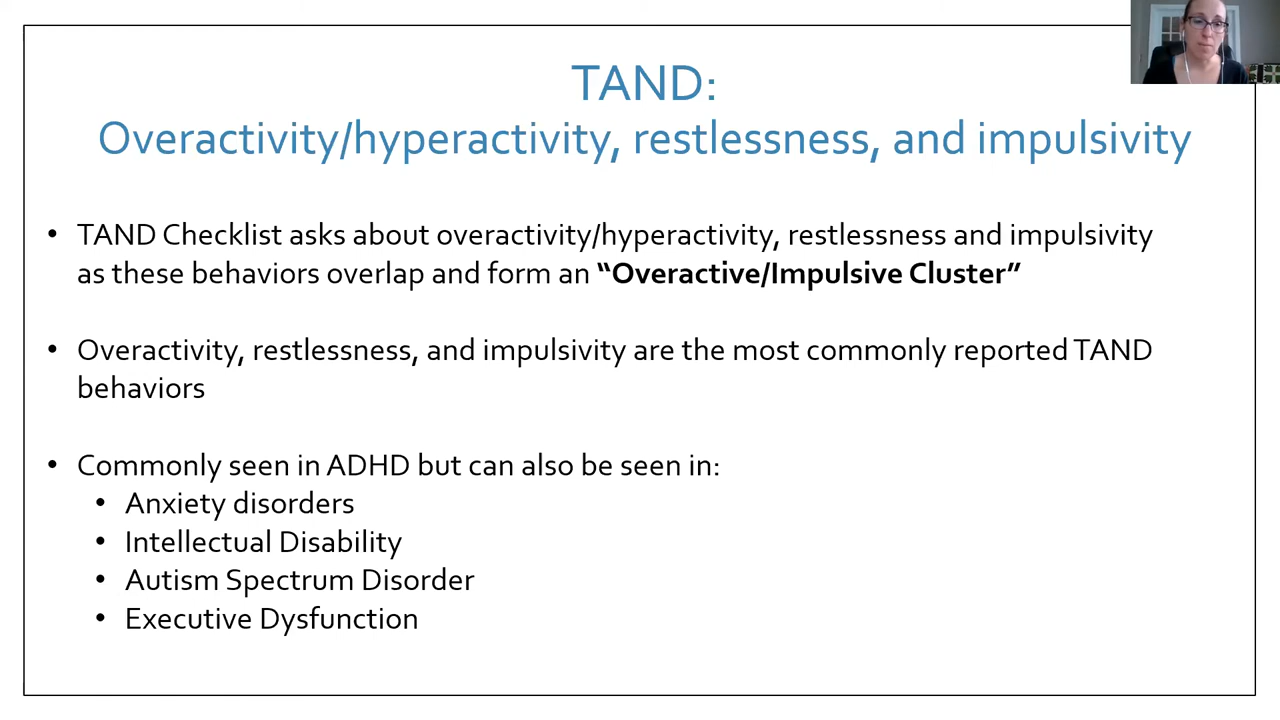 TAND:
Overactivity/hyperactivity, restlessness, and impulsivity
• TAND Checklist asks about overactivity/hyperactivity, restlessness and impulsivity
as these behaviors overlap and form an “Overactive/Impulsive Cluster”
• Overactivity, restlessness, and impulsivity are the most commonly reported TAND
behaviors
• Commonly seen in ADHD but can also be seen in:
• Anxiety disorders
• Intellectual Disability
• Autism Spectrum Disorder
• Executive Dysfunction